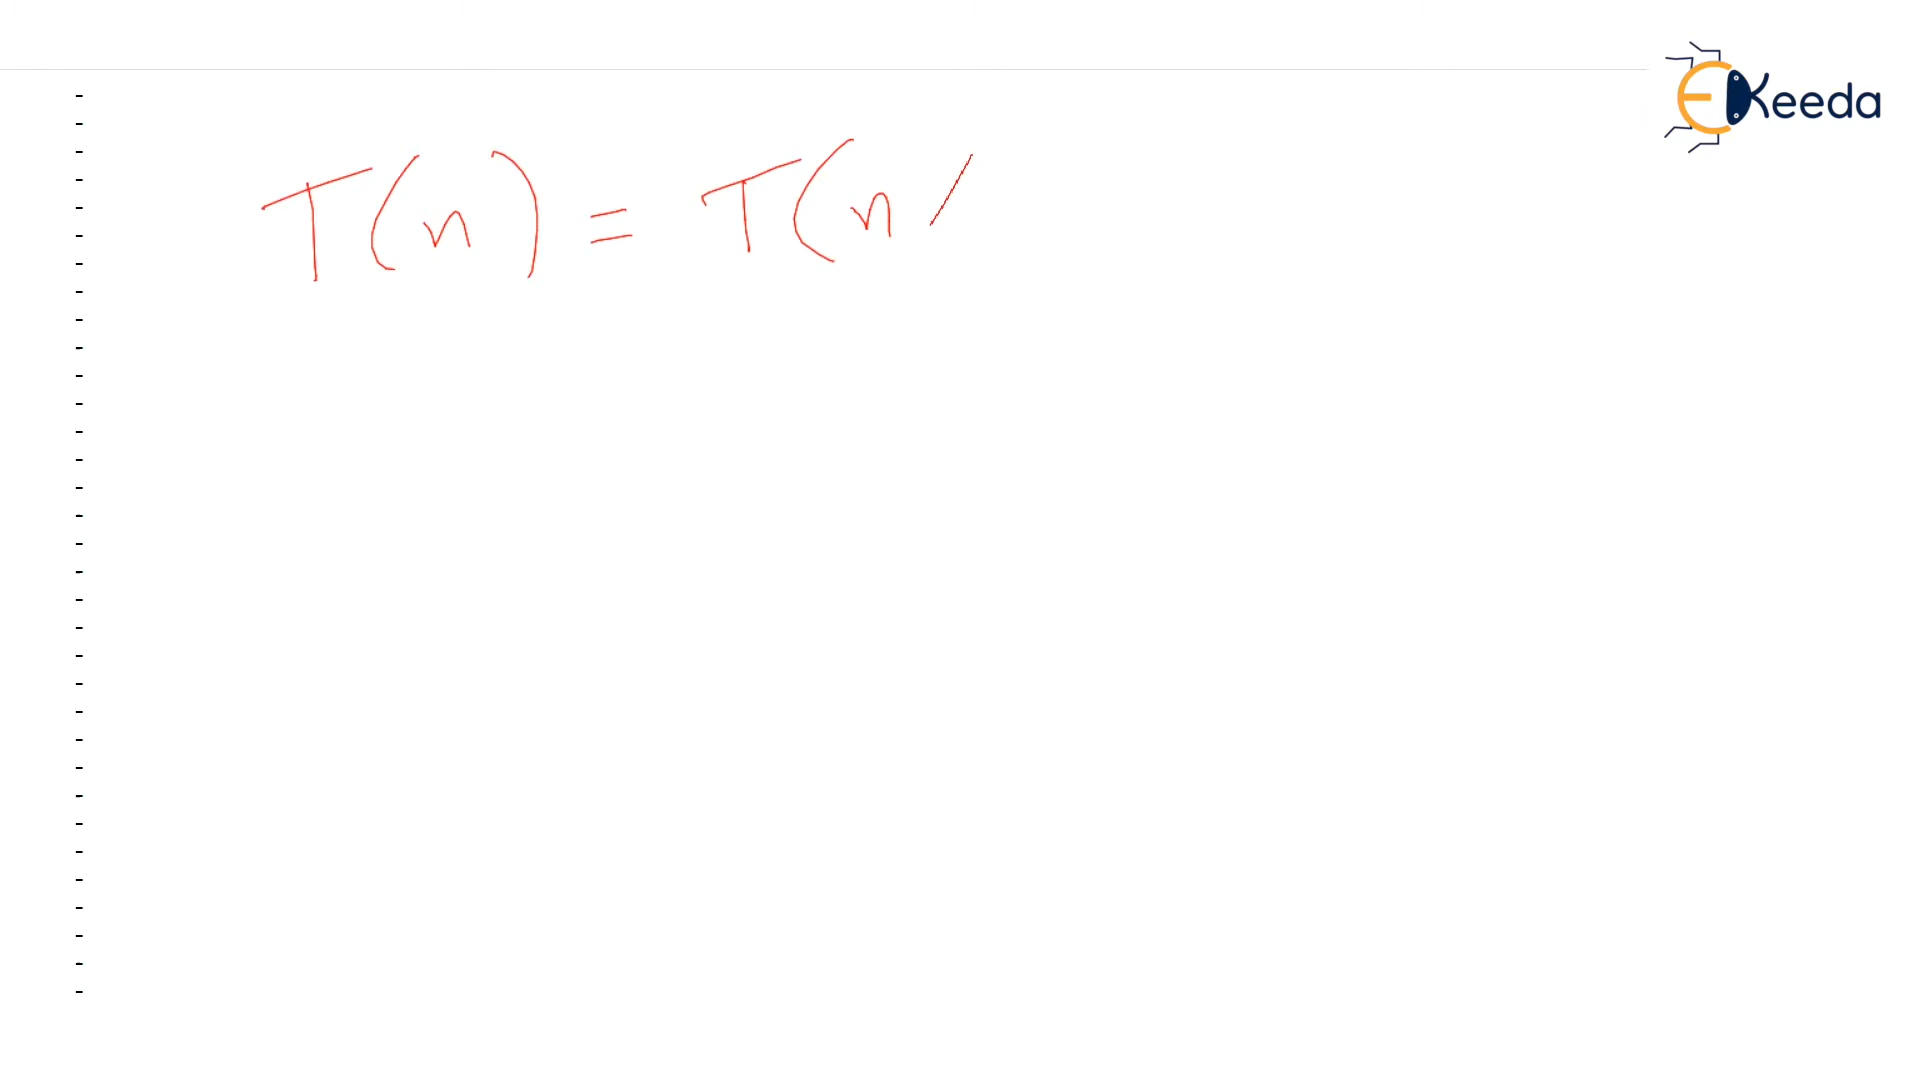 EKeeda
T(n) = T(n/